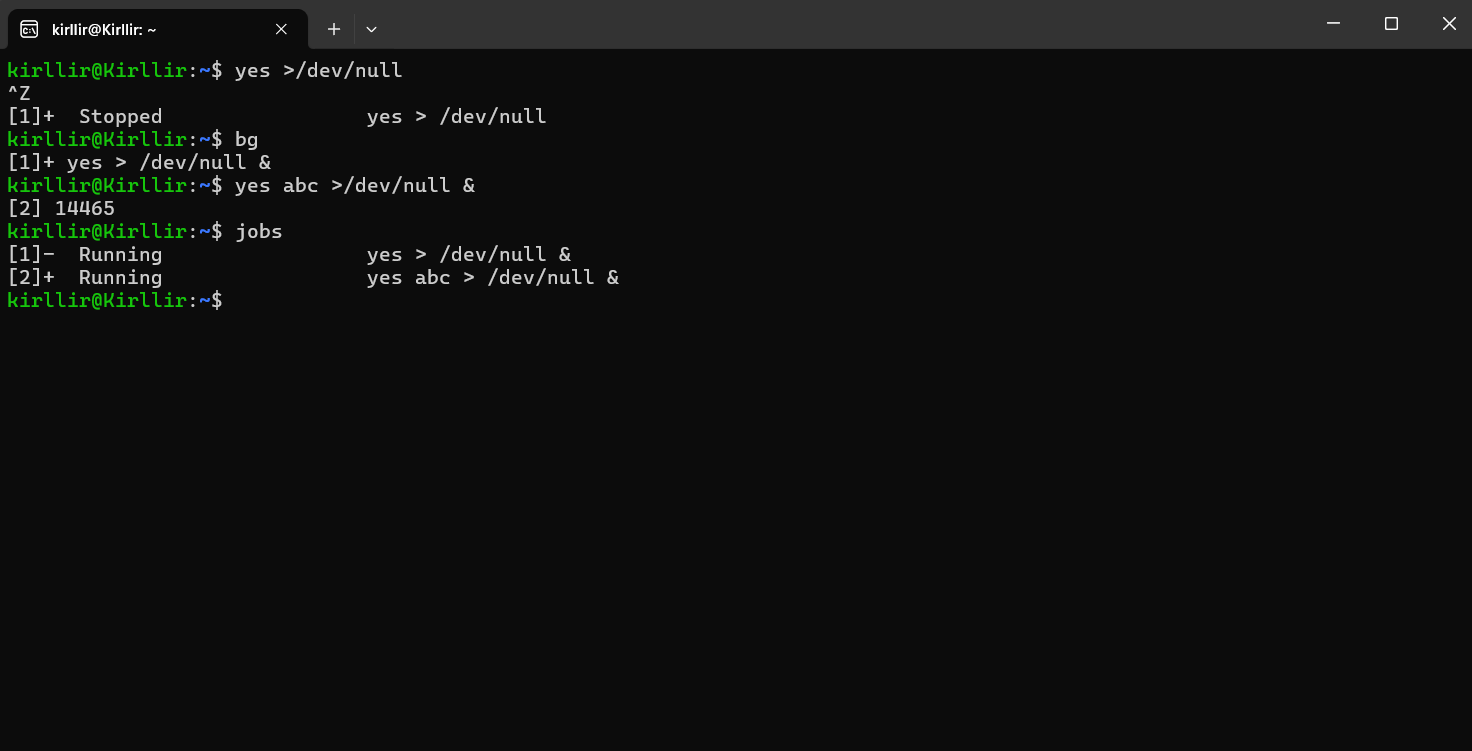 kirllir@Kirllir: ~
kirllir@Kirllir:~$ yes >/dev/null
^Z
[1]+  Stopped                 yes > /dev/null
kirllir@Kirllir:~$ bg
[1]+ yes > /dev/null &
kirllir@Kirllir:~$ yes abc >/dev/null &
[2] 14465
kirllir@Kirllir:~$ jobs
[1]-  Running                 yes > /dev/null &
[2]+  Running                 yes abc > /dev/null &
kirllir@Kirllir:~$